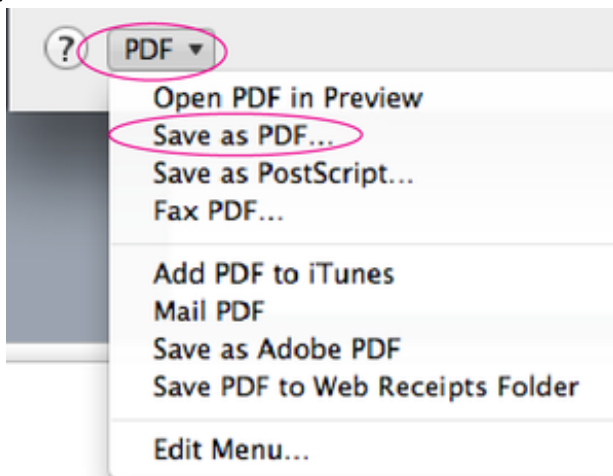 ? PDF ▼
Open PDF in Preview
Save as PDF...
Save as PostScript...
Fax PDF...
Add PDF to iTunes
Mail PDF
Save as Adobe PDF
Save PDF to Web Receipts Folder
Edit Menu...